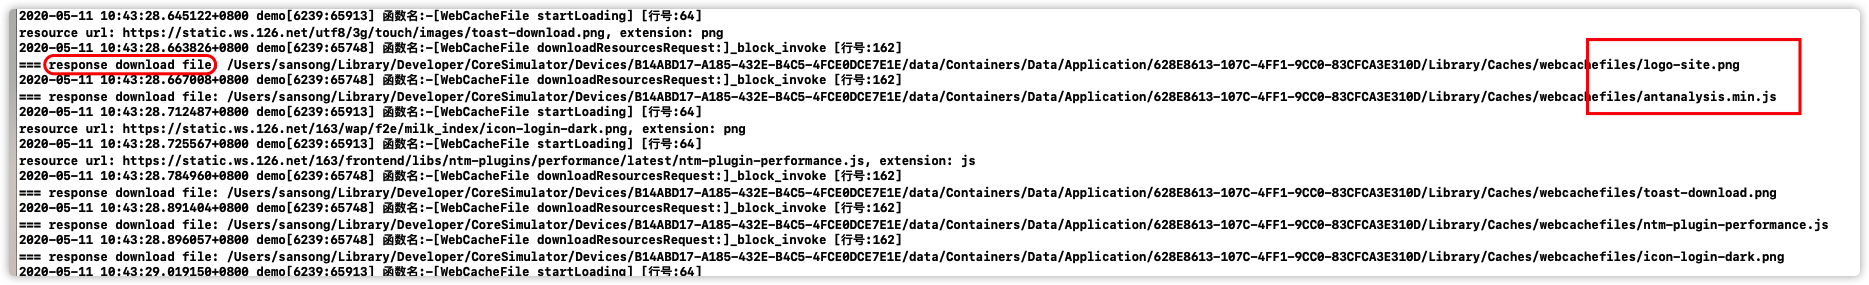 2020-05-11 10:43:28.645122+0800 demo[6239:65913] 函数名:-[WebCacheFile startLoading] [行号:64]
resource url: https://static.ws.126.net/utf8/3g/touch/images/toast-download.png, extension: png
2020-05-11 10:43:28.663826+0800 demo[6239:65748] 函数名:-[WebCacheFile downloadResourcesRequest:]_block_invoke [行号:162]
=== response download file: /Users/sansong/Library/Developer/CoreSimulator/Devices/B14ABD17-A185-432E-B4C5-4FCE0DCE7E1E/data/Containers/Data/Application/628E8613-107C-4FF1-9CC0-83CFCA3E310D/Library/Caches/webcachefiles/logo-site.png
2020-05-11 10:43:28.667008+0800 demo[6239:65748] 函数名:-[WebCacheFile downloadResourcesRequest:]_block_invoke [行号:162]
=== response download file: /Users/sansong/Library/Developer/CoreSimulator/Devices/B14ABD17-A185-432E-B4C5-4FCE0DCE7E1E/data/Containers/Data/Application/628E8613-107C-4FF1-9CC0-83CFCA3E310D/Library/Caches/webcachefiles/antanalysis.min.js
2020-05-11 10:43:28.712487+0800 demo[6239:65913] 函数名:-[WebCacheFile startLoading] [行号:64]
resource url: https://static.ws.126.net/163/wap/f2e/milk_index/icon-login-dark.png, extension: png
2020-05-11 10:43:28.725567+0800 demo[6239:65913] 函数名:-[WebCacheFile startLoading] [行号:64]
resource url: https://static.ws.126.net/163/frontend/libs/ntm-plugins/performance/latest/ntm-plugin-performance.js, extension: js
2020-05-11 10:43:28.784960+0800 demo[6239:65748] 函数名:-[WebCacheFile downloadResourcesRequest:]_block_invoke [行号:162]
=== response download file: /Users/sansong/Library/Developer/CoreSimulator/Devices/B14ABD17-A185-432E-B4C5-4FCE0DCE7E1E/data/Containers/Data/Application/628E8613-107C-4FF1-9CC0-83CFCA3E310D/Library/Caches/webcachefiles/toast-download.png
2020-05-11 10:43:28.891404+0800 demo[6239:65748] 函数名:-[WebCacheFile downloadResourcesRequest:]_block_invoke [行号:162]
=== response download file: /Users/sansong/Library/Developer/CoreSimulator/Devices/B14ABD17-A185-432E-B4C5-4FCE0DCE7E1E/data/Containers/Data/Application/628E8613-107C-4FF1-9CC0-83CFCA3E310D/Library/Caches/webcachefiles/ntm-plugin-performance.js
2020-05-11 10:43:28.896057+0800 demo[6239:65748] 函数名:-[WebCacheFile downloadResourcesRequest:]_block_invoke [行号:162]
=== response download file: /Users/sansong/Library/Developer/CoreSimulator/Devices/B14ABD17-A185-432E-B4C5-4FCE0DCE7E1E/data/Containers/Data/Application/628E8613-107C-4FF1-9CC0-83CFCA3E310D/Library/Caches/webcachefiles/icon-login-dark.png
2020-05-11 10:43:29.019150+0800 demo[6239:65913] 函数名:-[WebCacheFile startLoading] [行号:64]